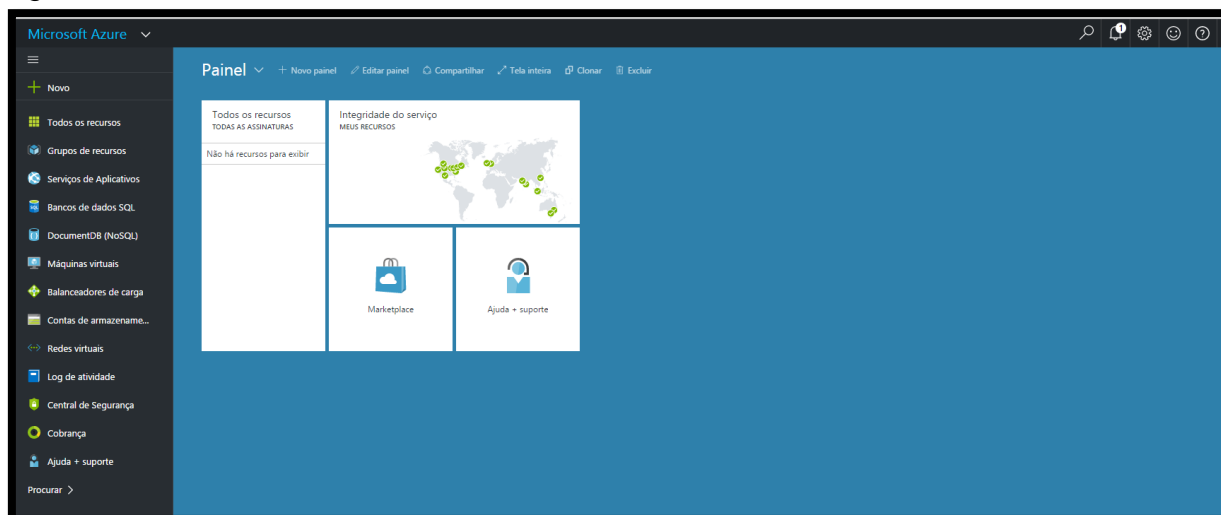 Microsoft Azure
1
Painel
Novo painel
Editar painel
Compartilhar
Tela inteira
Clonar
Excluir
Novo
Todos os recursos
Grupos de recursos
Serviços de Aplicativos
Bancos de dados SQL
DocumentDB (NoSQL)
Máquinas virtuais
Balanceadores de carga
Contas de armazename...
Redes virtuais
Log de atividade
Central de Segurança
Cobrança
Ajuda + suporte
Procurar >
Todos os recursos
TODAS AS ASSINATURAS
Não há recursos para exibir
Integridade do serviço
MEUS RECURSOS
Marketplace
Ajuda + suporte